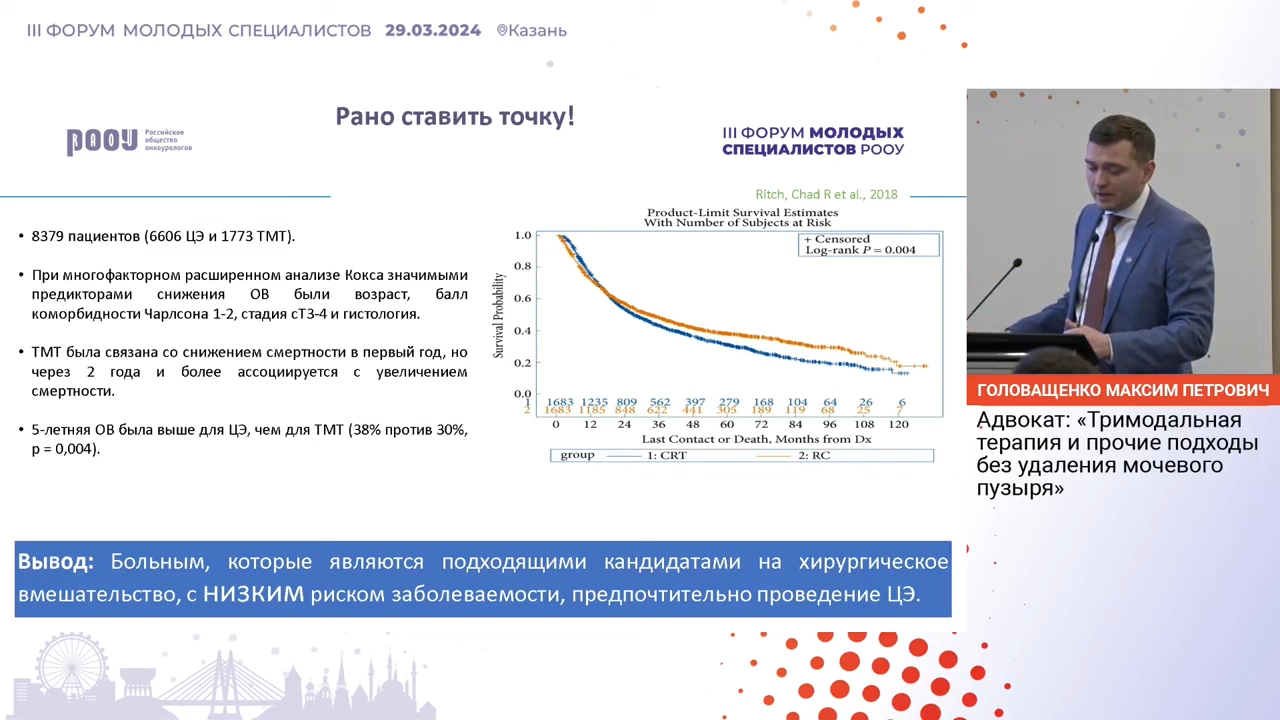 III ФОРУМ МОЛОДЫХ СПЕЦИАЛИСТОВ 29.03.2024 Казань
Рано ставить точку!
РООУ
Российское
общество
онкоурологов
III ФОРУМ МОЛОДЫХ
СПЕЦИАЛИСТОВ РООУ
Ritch, Chad R et al., 2018
• 8379 пациентов (6606 ЦЭ и 1773 ТМТ).
• При многофакторном расширенном анализе Кокса значимыми
предикторами снижения ОВ были возраст, балл
коморбидности Чарлсона 1-2, стадия сТ3-4 и гистология.
• ТМТ была связана со снижением смертности в первый год, но
через 2 года и более ассоциируется с увеличением
смертности.
• 5-летняя ОВ была выше для ЦЭ, чем для ТМТ (38% против 30%,
p = 0,004).
Product-Limit Survival Estimates
With Number of Subjects at Risk
+ Censored
Log-rank P = 0.004
Survival Probability
1.0
0.8
0.6
0.4
0.2
0.0
1 1683 1235 809 562 397 279 168 104 64 26 6
2 1683 1185 848 622 441 305 189 119 68 25 7
0 12 24 36 48 60 72 84 96 108 120
Last Contact or Death, Months from Dx
group 1: CRT 2: RC
Вывод: Больным, которые являются подходящими кандидатами на хирургическое
вмешательство, с НИЗКИМ риском заболеваемости, предпочтительно проведение ЦЭ.
ГОЛОВАЩЕНКО МАКСИМ ПЕТРОВИЧ
Адвокат: «Тримодальная
терапия и прочие подходы
без удаления мочевого
пузыря»